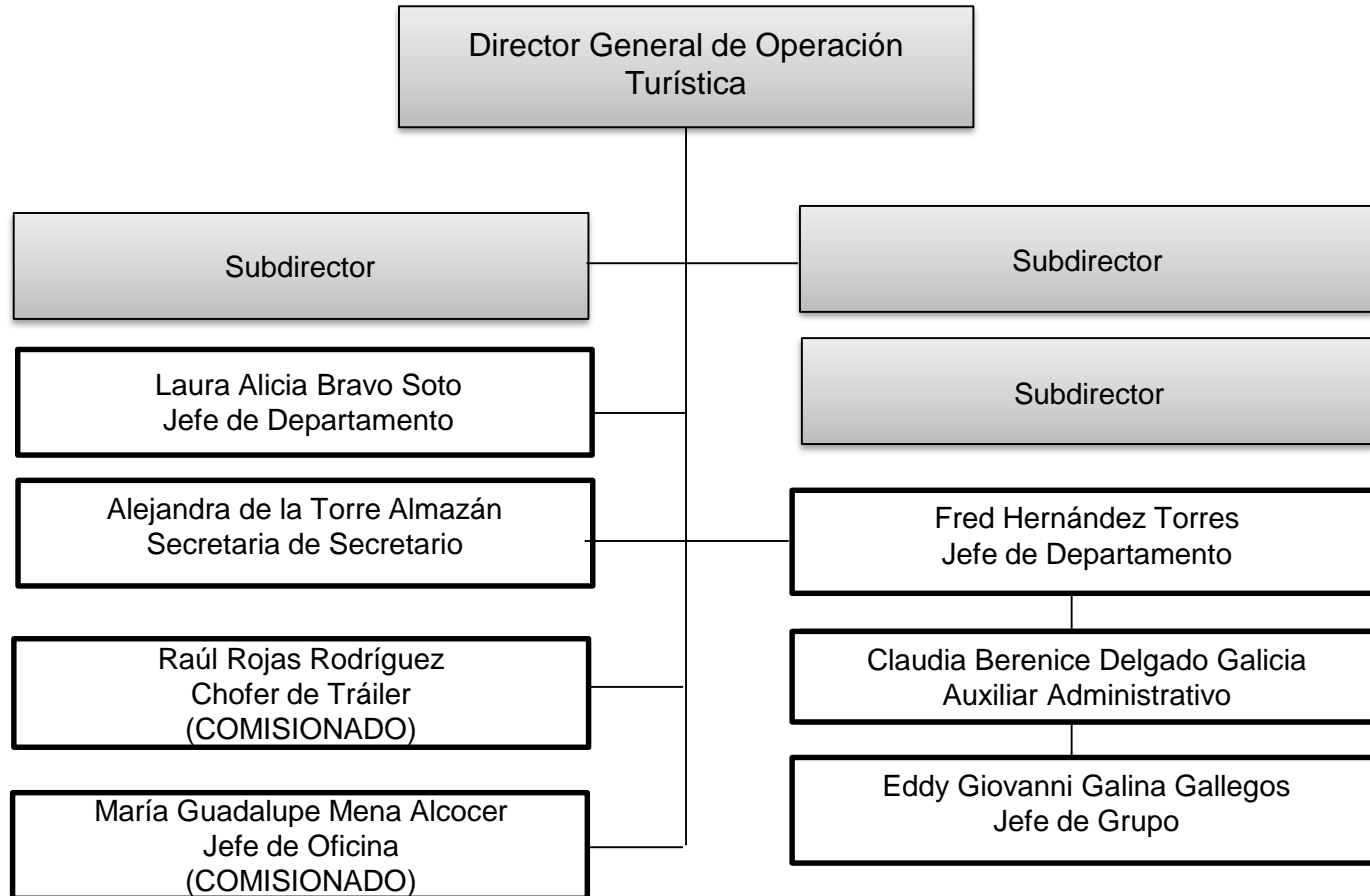 Director General de Operación
Turística
Subdirector
Subdirector
Laura Alicia Bravo Soto
Jefe de Departamento
Subdirector
Alejandra de la Torre Almazán
Secretaria de Secretario
Fred Hernández Torres
Jefe de Departamento
Raúl Rojas Rodríguez
Chofer de Tráiler
(COMISIONADO)
Claudia Berenice Delgado Galicia
Auxiliar Administrativo
María Guadalupe Mena Alcocer
Jefe de Oficina
(COMISIONADO)
Eddy Giovanni Galina Gallegos
Jefe de Grupo